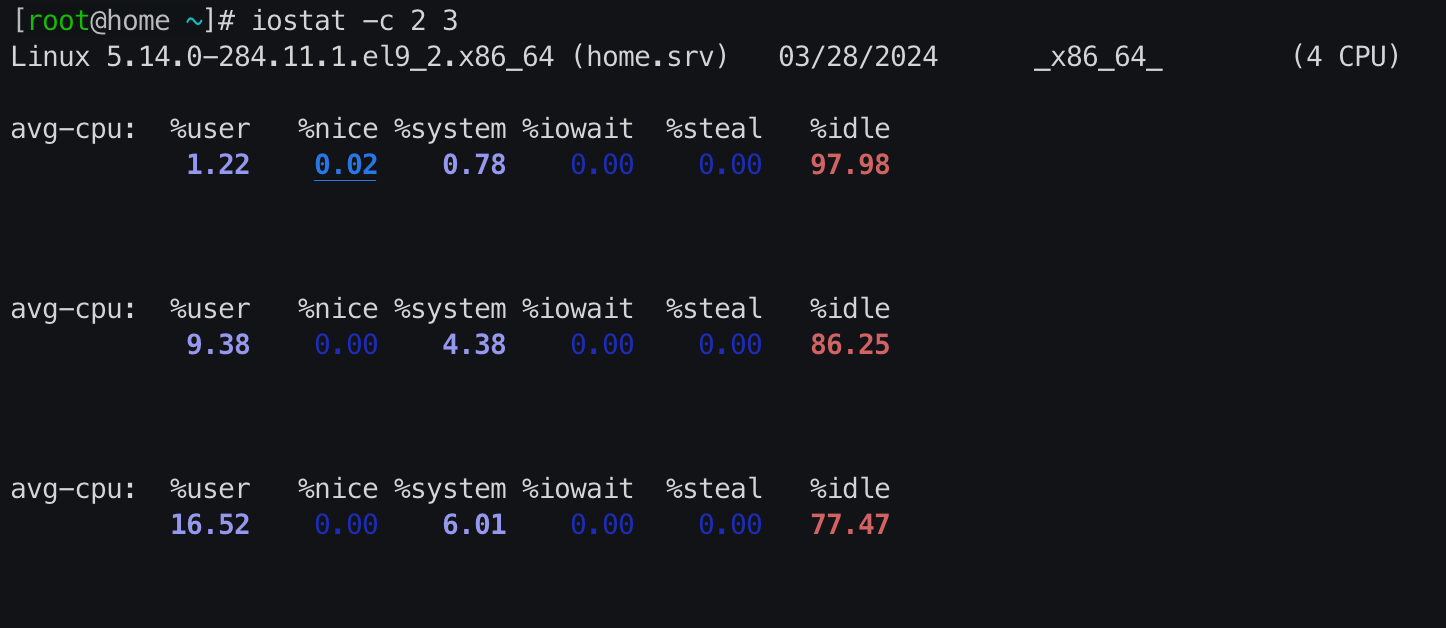 [root@home ~]# iostat -c 2 3
Linux 5.14.0-284.11.1.el9_2.x86_64 (home.srv) 03/28/2024 _x86_64_ (4 CPU)
avg-cpu: %user %nice %system %iowait %steal %idle
1.22 0.02 0.78 0.00 0.00 97.98
avg-cpu: %user %nice %system %iowait %steal %idle
9.38 0.00 4.38 0.00 0.00 86.25
avg-cpu: %user %nice %system %iowait %steal %idle
16.52 0.00 6.01 0.00 0.00 77.47